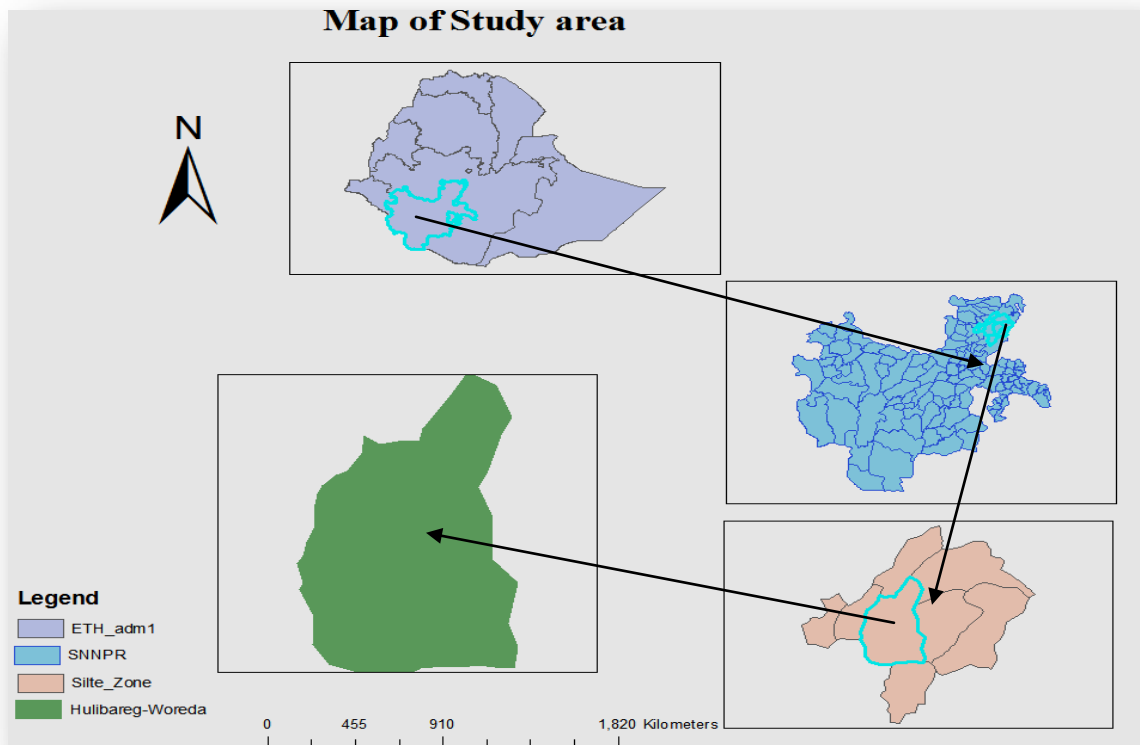 Map of Study area
N
Legend
ETH_adm1
SNNPR
Silte_Zone
Hulibareg-Woreda
0 455 910 1,820 Kilometers